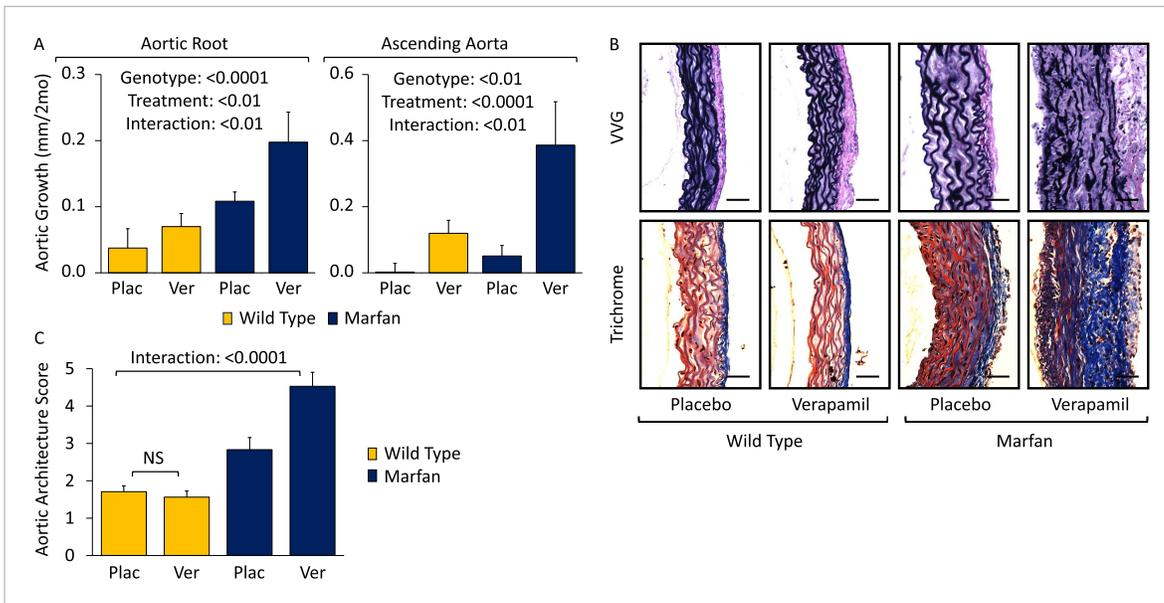 A
Aortic Root
Ascending Aorta
Aortic Growth (mm/2mo)
0.3
0.2
0.1
0.0
Genotype: <0.0001
Treatment: <0.01
Interaction: <0.01
Plac Ver Plac Ver
0.6
0.4
0.2
0.0
Genotype: <0.01
Treatment: <0.0001
Interaction: <0.01
Plac Ver Plac Ver
Wild Type Marfan
B
VVG
Trichrome
Placebo Verapamil Placebo Verapamil
Wild Type Marfan
C
Interaction: <0.0001
Aortic Architecture Score
5
4
3
2
1
0
NS
Plac Ver Plac Ver
Wild Type
Marfan